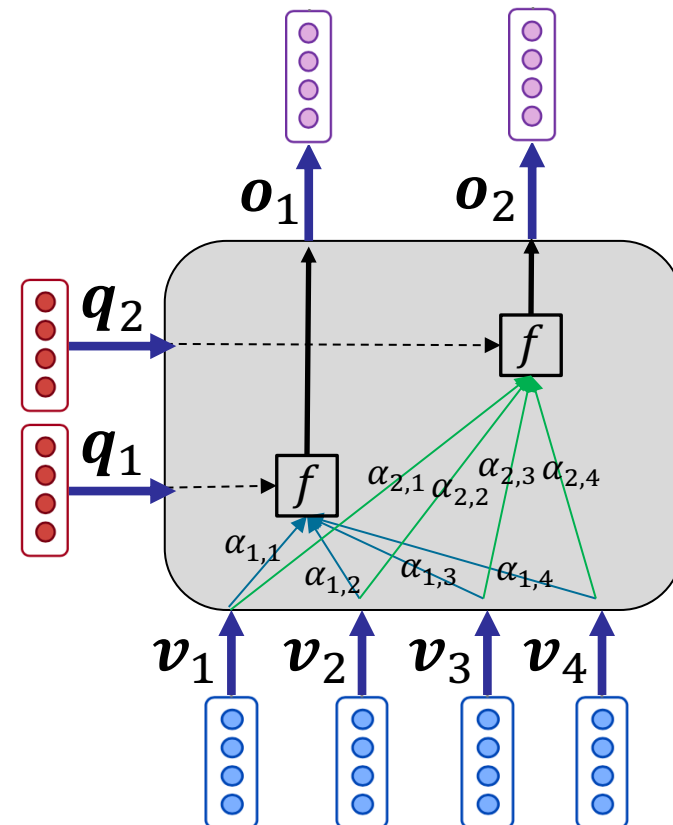 𝒐₁ 𝒐₂
𝒒₂
f
𝒒₁
f
α₂,₁ α₂,₂ α₂,₃ α₂,₄
α₁,₁ α₁,₂ α₁,₃ α₁,₄
𝒗₁ 𝒗₂ 𝒗₃ 𝒗₄